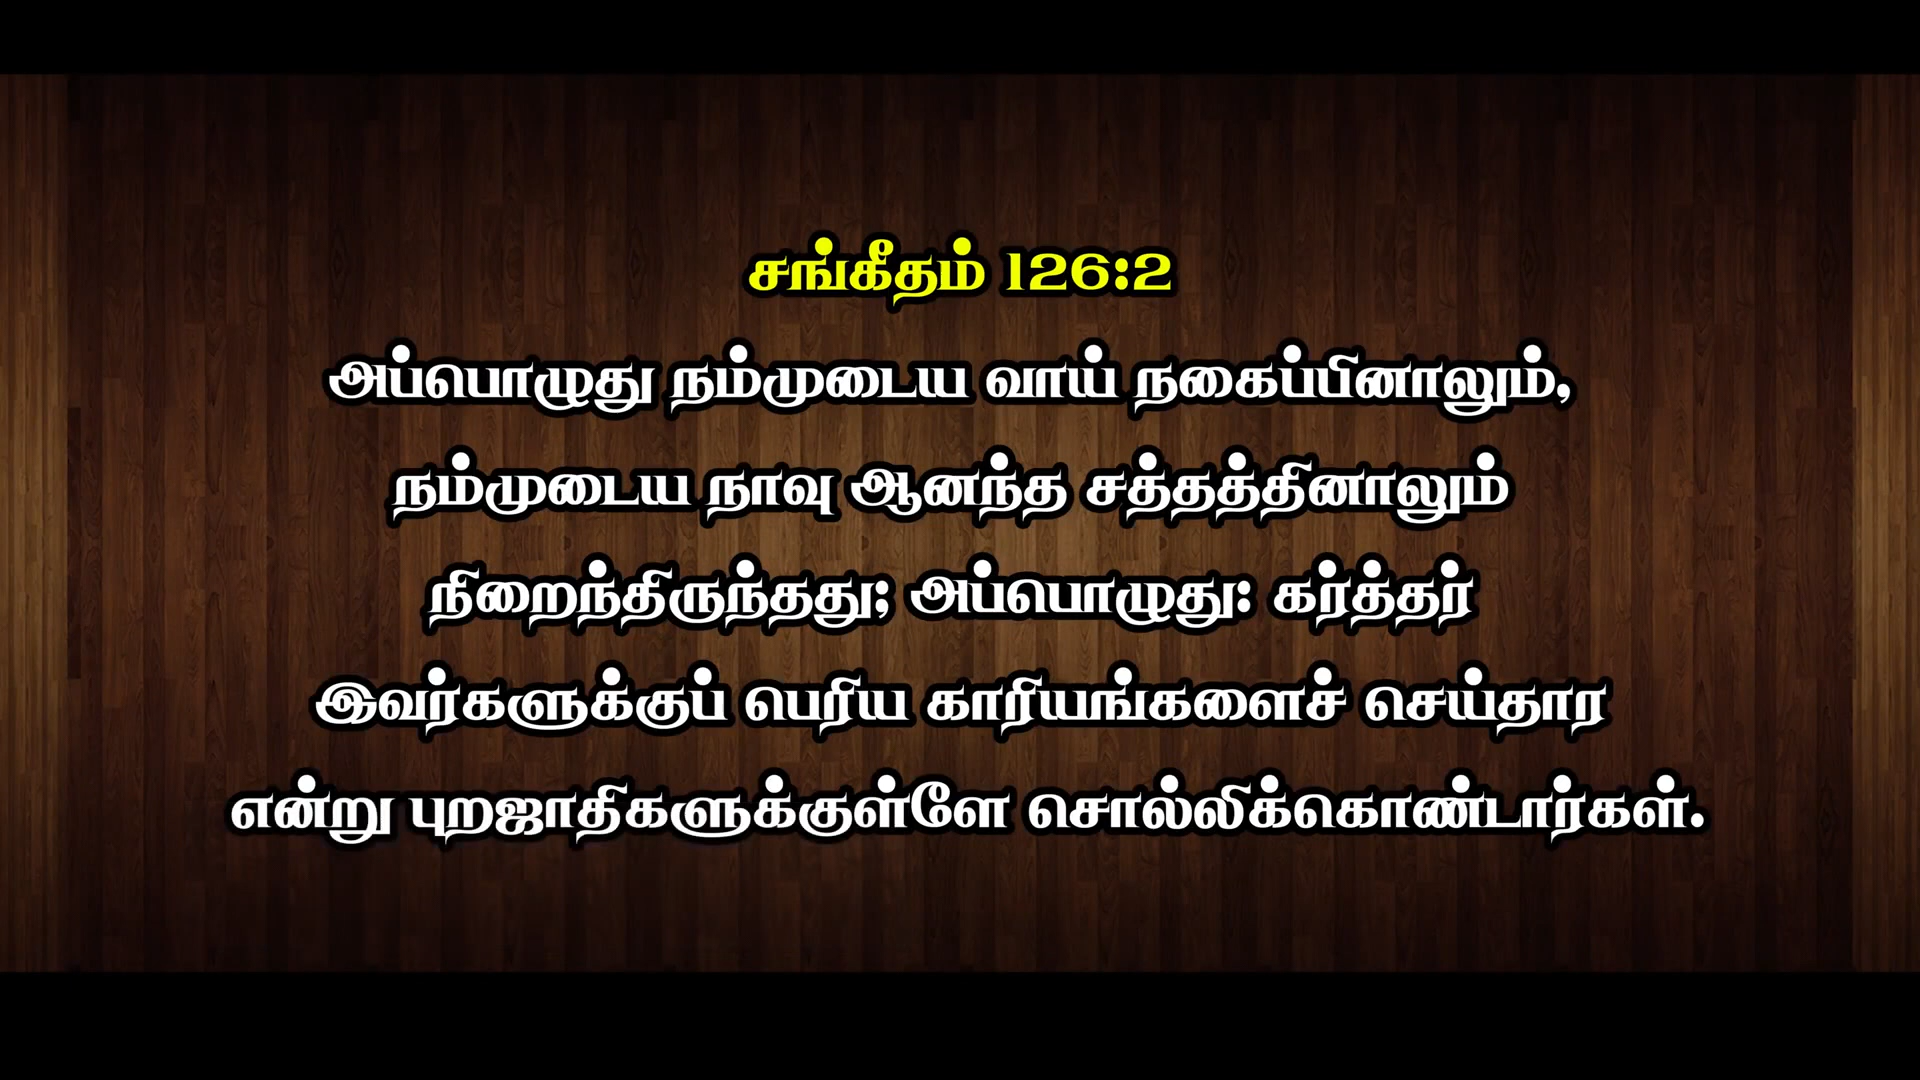 சங்கீதம் 126:2
அப்பொழுது நம்முடைய வாய் நகைப்பினாலும்,
நம்முடைய நாவு ஆனந்த சத்தத்தினாலும்
நிறைந்திருந்தது; அப்பொழுது: கர்த்தர்
இவர்களுக்குப் பெரிய காரியங்களைச் செய்தார
என்று புறஜாதிகளுக்குள்ளே சொல்லிக்கொண்டார்கள்.